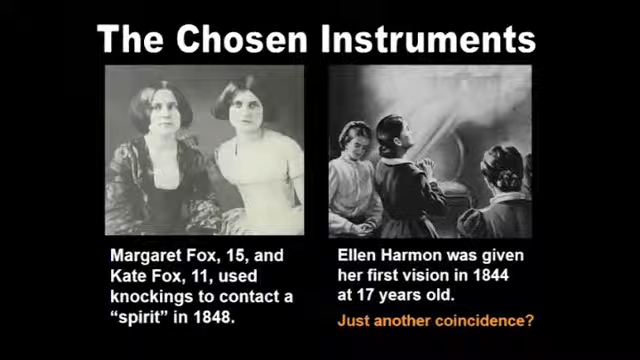 The Chosen Instruments
Margaret Fox, 15, and
Kate Fox, 11, used
knockings to contact a
“spirit” in 1848.
Ellen Harmon was given
her first vision in 1844
at 17 years old.
Just another coincidence?